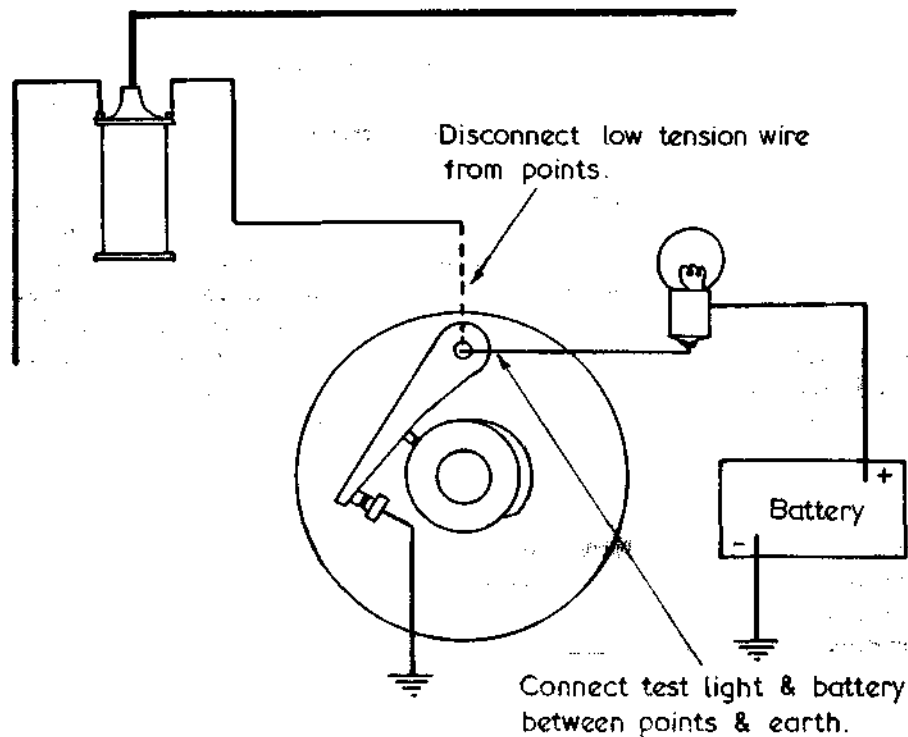 Disconnect low tension wire
from points.
+
Battery
-
Connect test light & battery
between points & earth.